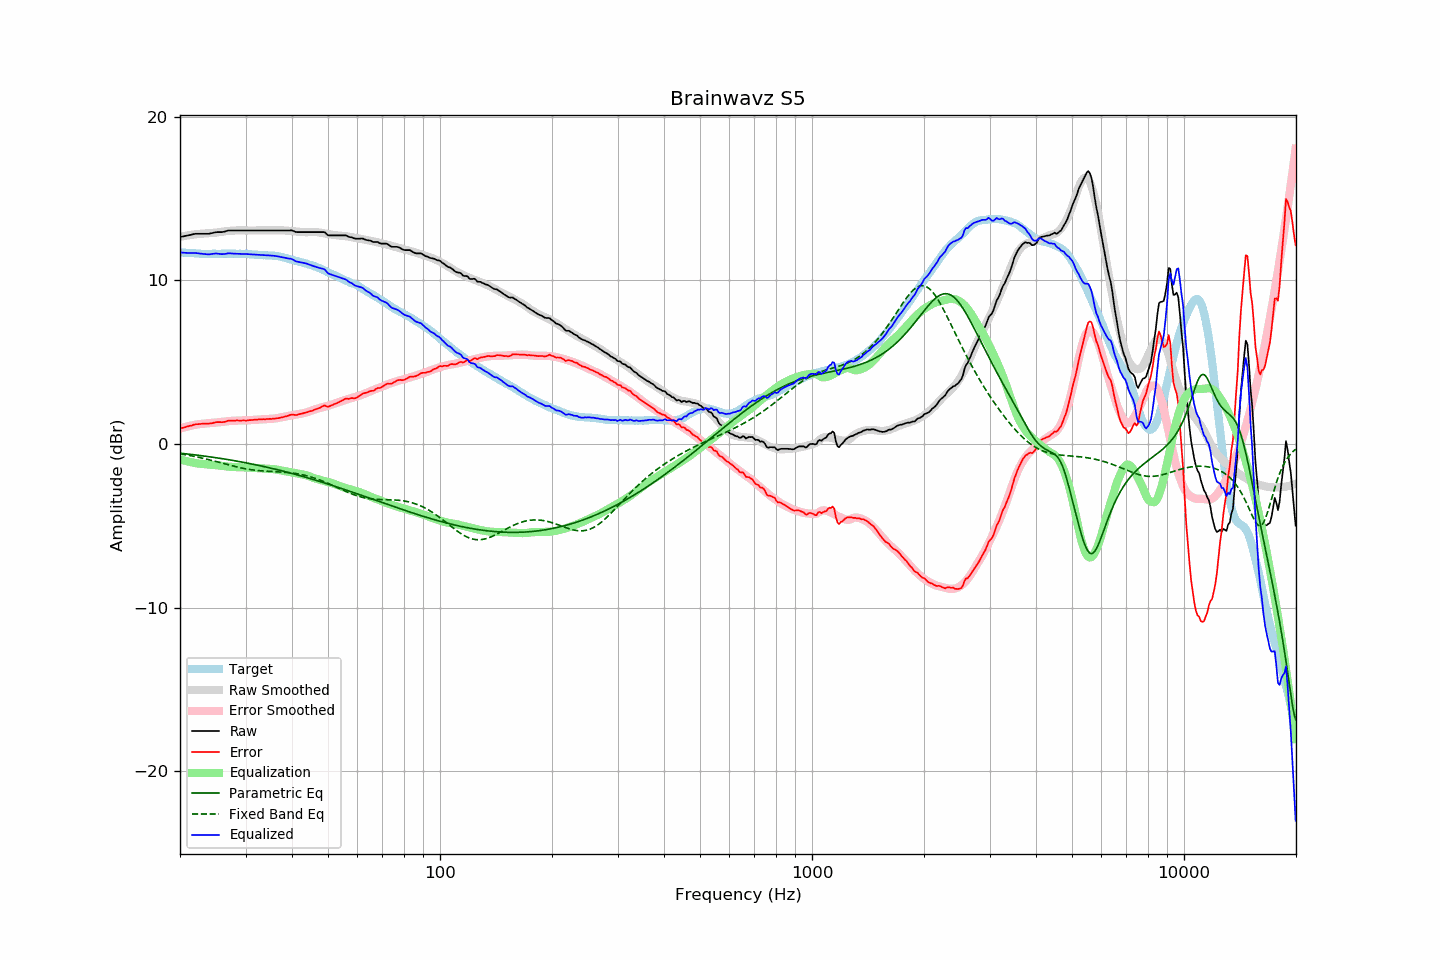 Brainwavz S5
20
10
0
−10
−20
Amplitude (dBr)
Target
Raw Smoothed
Error Smoothed
Raw
Error
Equalization
Parametric Eq
Fixed Band Eq
Equalized
100
1000
10000
Frequency (Hz)